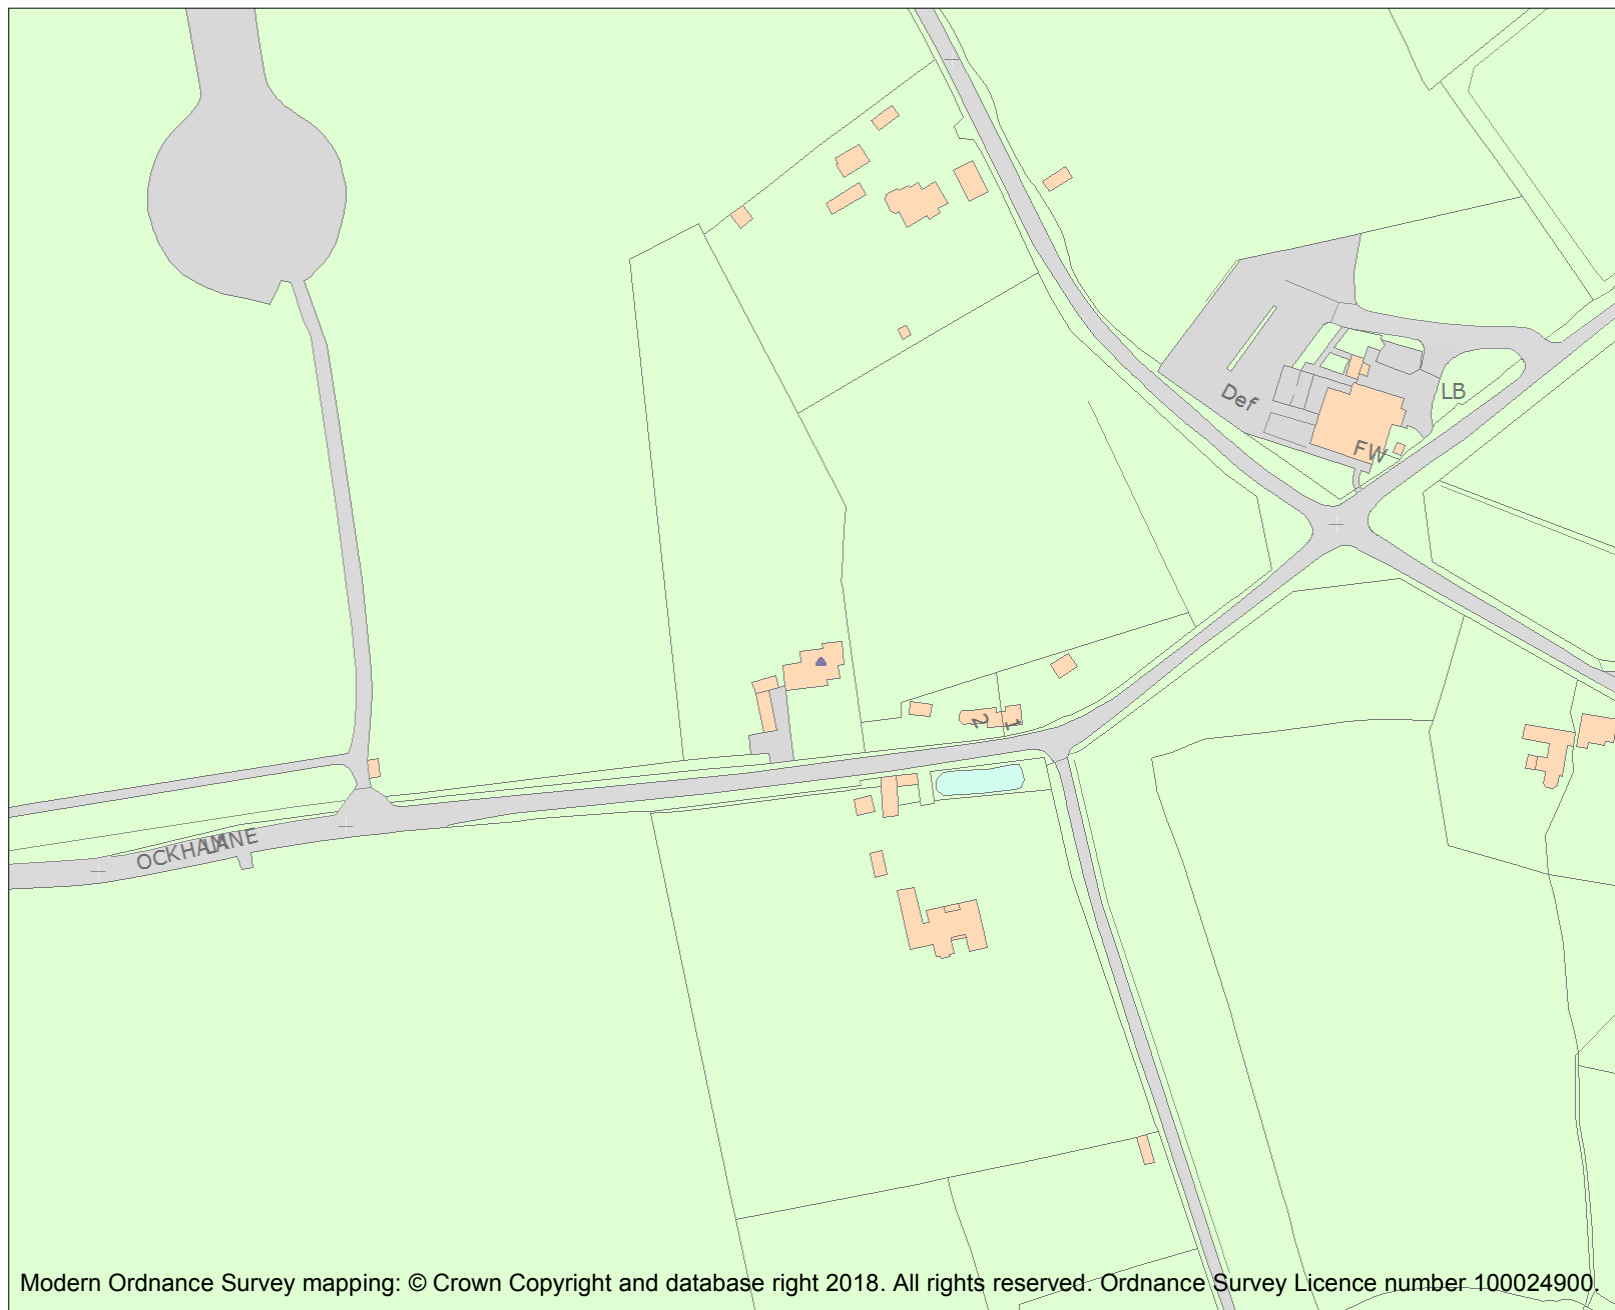 LB
Def
FW
2
1
OCKHAM LANE
Modern Ordnance Survey mapping: © Crown Copyright and database right 2018. All rights reserved. Ordnance Survey Licence number 100024900.